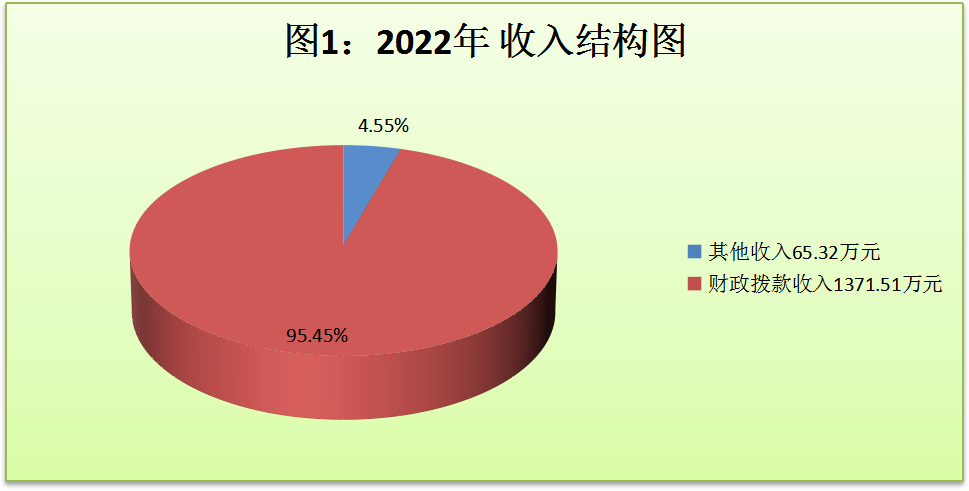 图1：2022年 收入结构图
4.55%
其他收入65.32万元
财政拨款收入1371.51万元
95.45%